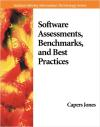 Software
Assessments,
Benchmarks,
and Best
Practices
Capers Jones